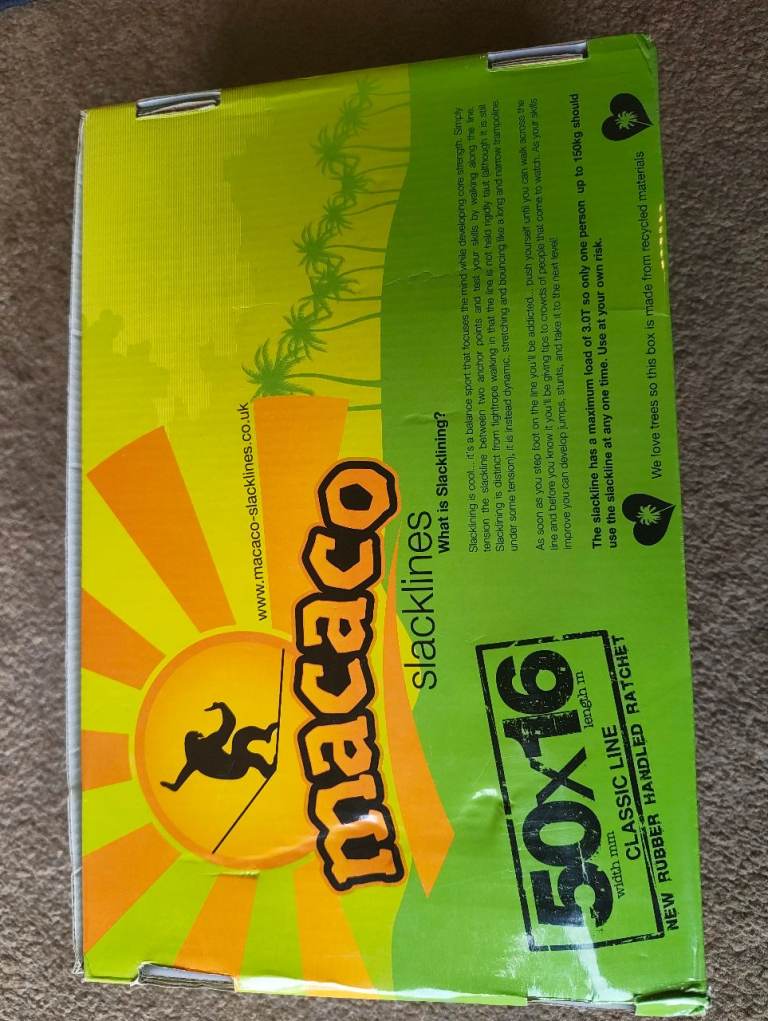 www.macaco-slacklines.co.uk
macaco
slacklines
What is Slacklining?
Slacklining is cool... it's a balance sport that focuses the mind while developing core strength. Simply
tension the slackline between two anchor points and test your skills by walking along the line.
Slacklining is distinct from tightrope walking in that the line is not held rigidly taut (although it is still
under some tension), it is instead dynamic, stretching and bouncing like a long and narrow trampoline.
As soon as you step foot on the line you'll be addicted... push yourself until you can walk across the
line and before you know it you'll be giving tips to crowds of people that come to watch. As your skills
improve you can develop jumps, stunts, and take it to the next level!
The slackline has a maximum load of 3.0T so only one person up to 150kg should
use the slackline at any one time. Use at your own risk.
We love trees so this box is made from recycled materials
50x16
width mm length m
CLASSIC LINE
NEW RUBBER HANDLED RATCHET